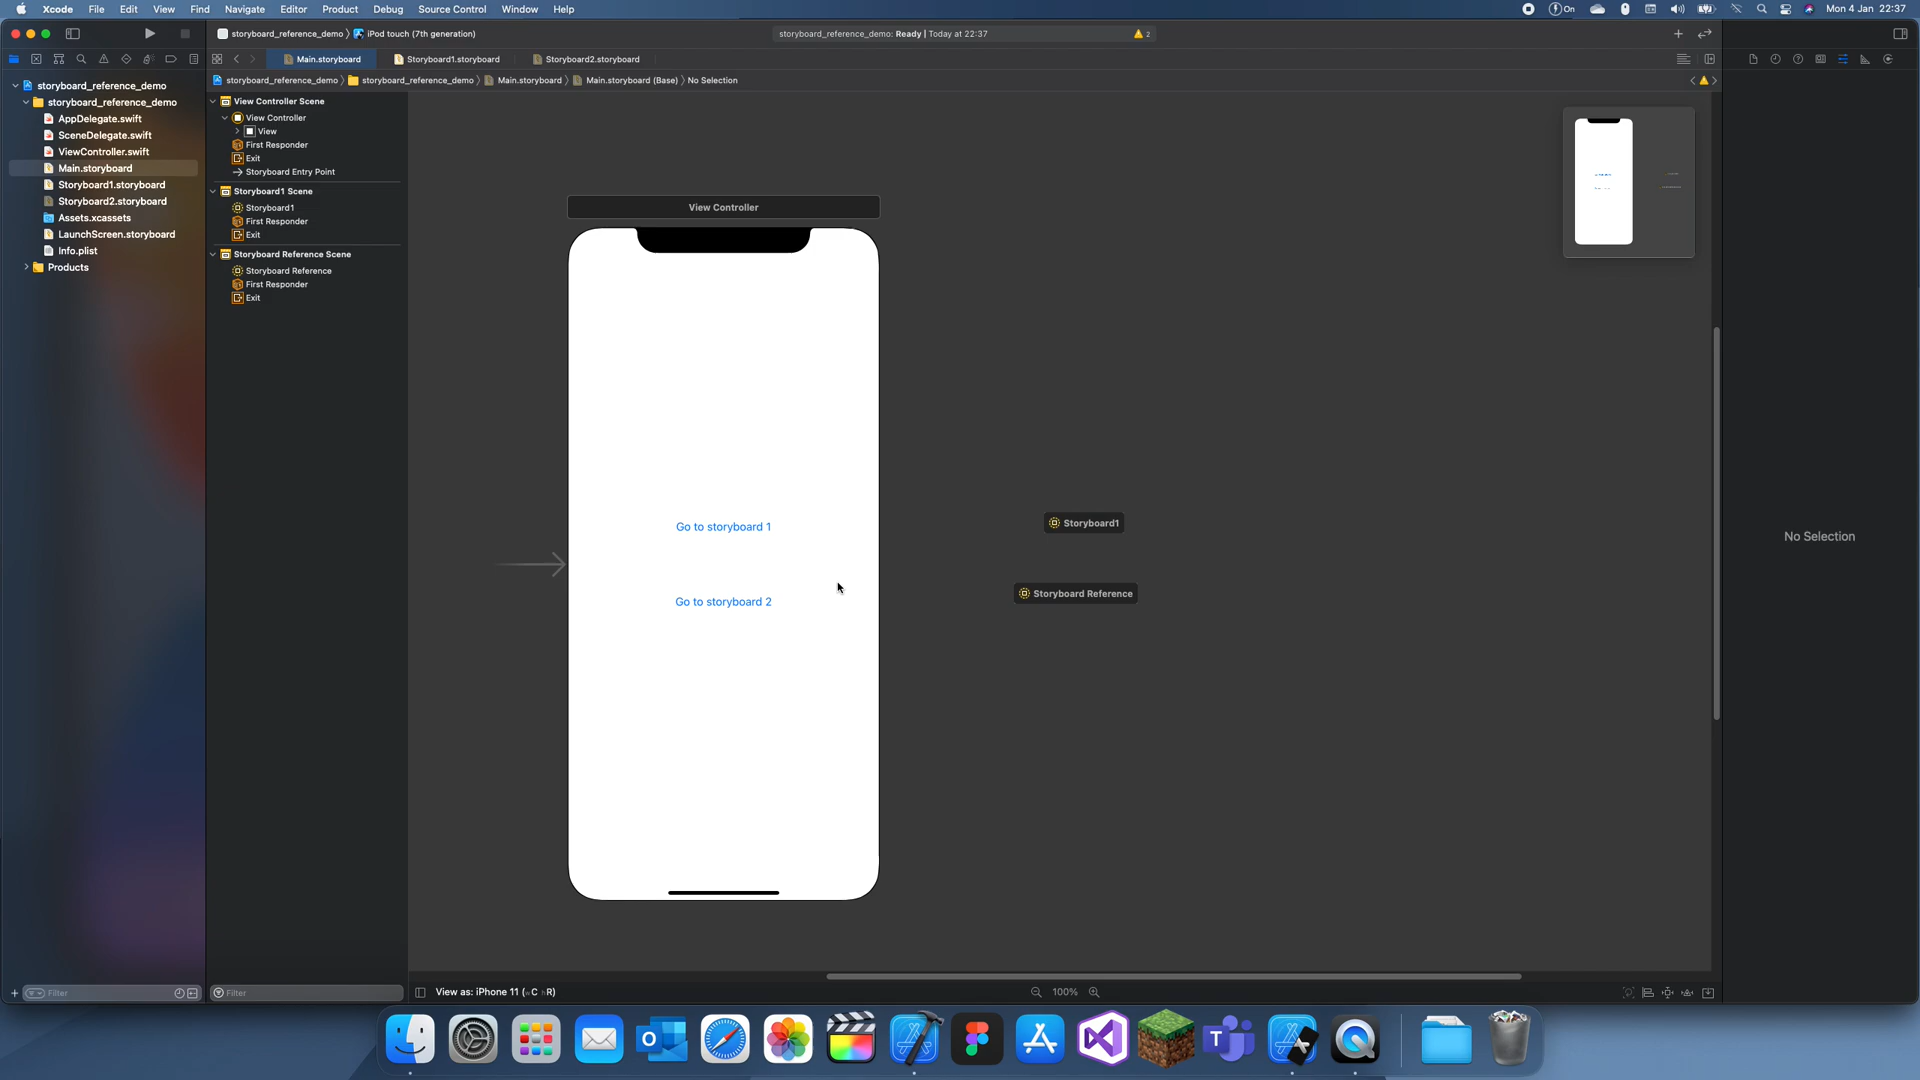 Xcode File Edit View Find Navigate Editor Product Debug Source Control Window Help On Mon 4 Jan 22:37
storyboard_reference_demo iPod touch (7th generation) storyboard_reference_demo: Ready | Today at 22:37 2
Main.storyboard Storyboard1.storyboard Storyboard2.storyboard
storyboard_reference_demo storyboard_reference_demo Main.storyboard Main.storyboard (Base) No Selection
storyboard_reference_demo
storyboard_reference_demo
AppDelegate.swift
SceneDelegate.swift
ViewController.swift
Main.storyboard
Storyboard1.storyboard
Storyboard2.storyboard
Assets.xcassets
LaunchScreen.storyboard
Info.plist
Products
View Controller Scene
View Controller
View
First Responder
Exit
Storyboard Entry Point
Storyboard1 Scene
Storyboard1
First Responder
Exit
Storyboard Reference Scene
Storyboard Reference
First Responder
Exit
View Controller
Go to storyboard 1
Go to storyboard 2
Storyboard1
Storyboard Reference
No Selection
Filter
Filter
View as: iPhone 11 (wC hR)
100%